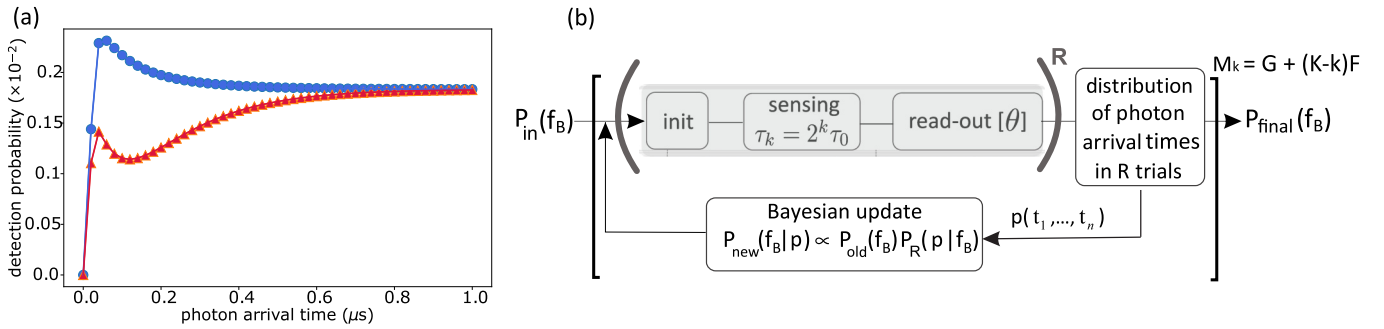 (a)
detection probability (×10⁻²)
0.2
0.15
0.1
0.05
0.0
0.0 0.2 0.4 0.6 0.8 1.0
photon arrival time (μs)
(b)
P_in(f_B)
init
sensing
τ_k = 2^k τ_0
read-out [θ]
R
distribution
of photon
arrival times
in R trials
M_k = G + (K-k)F
P_final(f_B)
p(t_1,...,t_n)
Bayesian update
P_new(f_B|p) ∝ P_old(f_B)P_R(p|f_B)